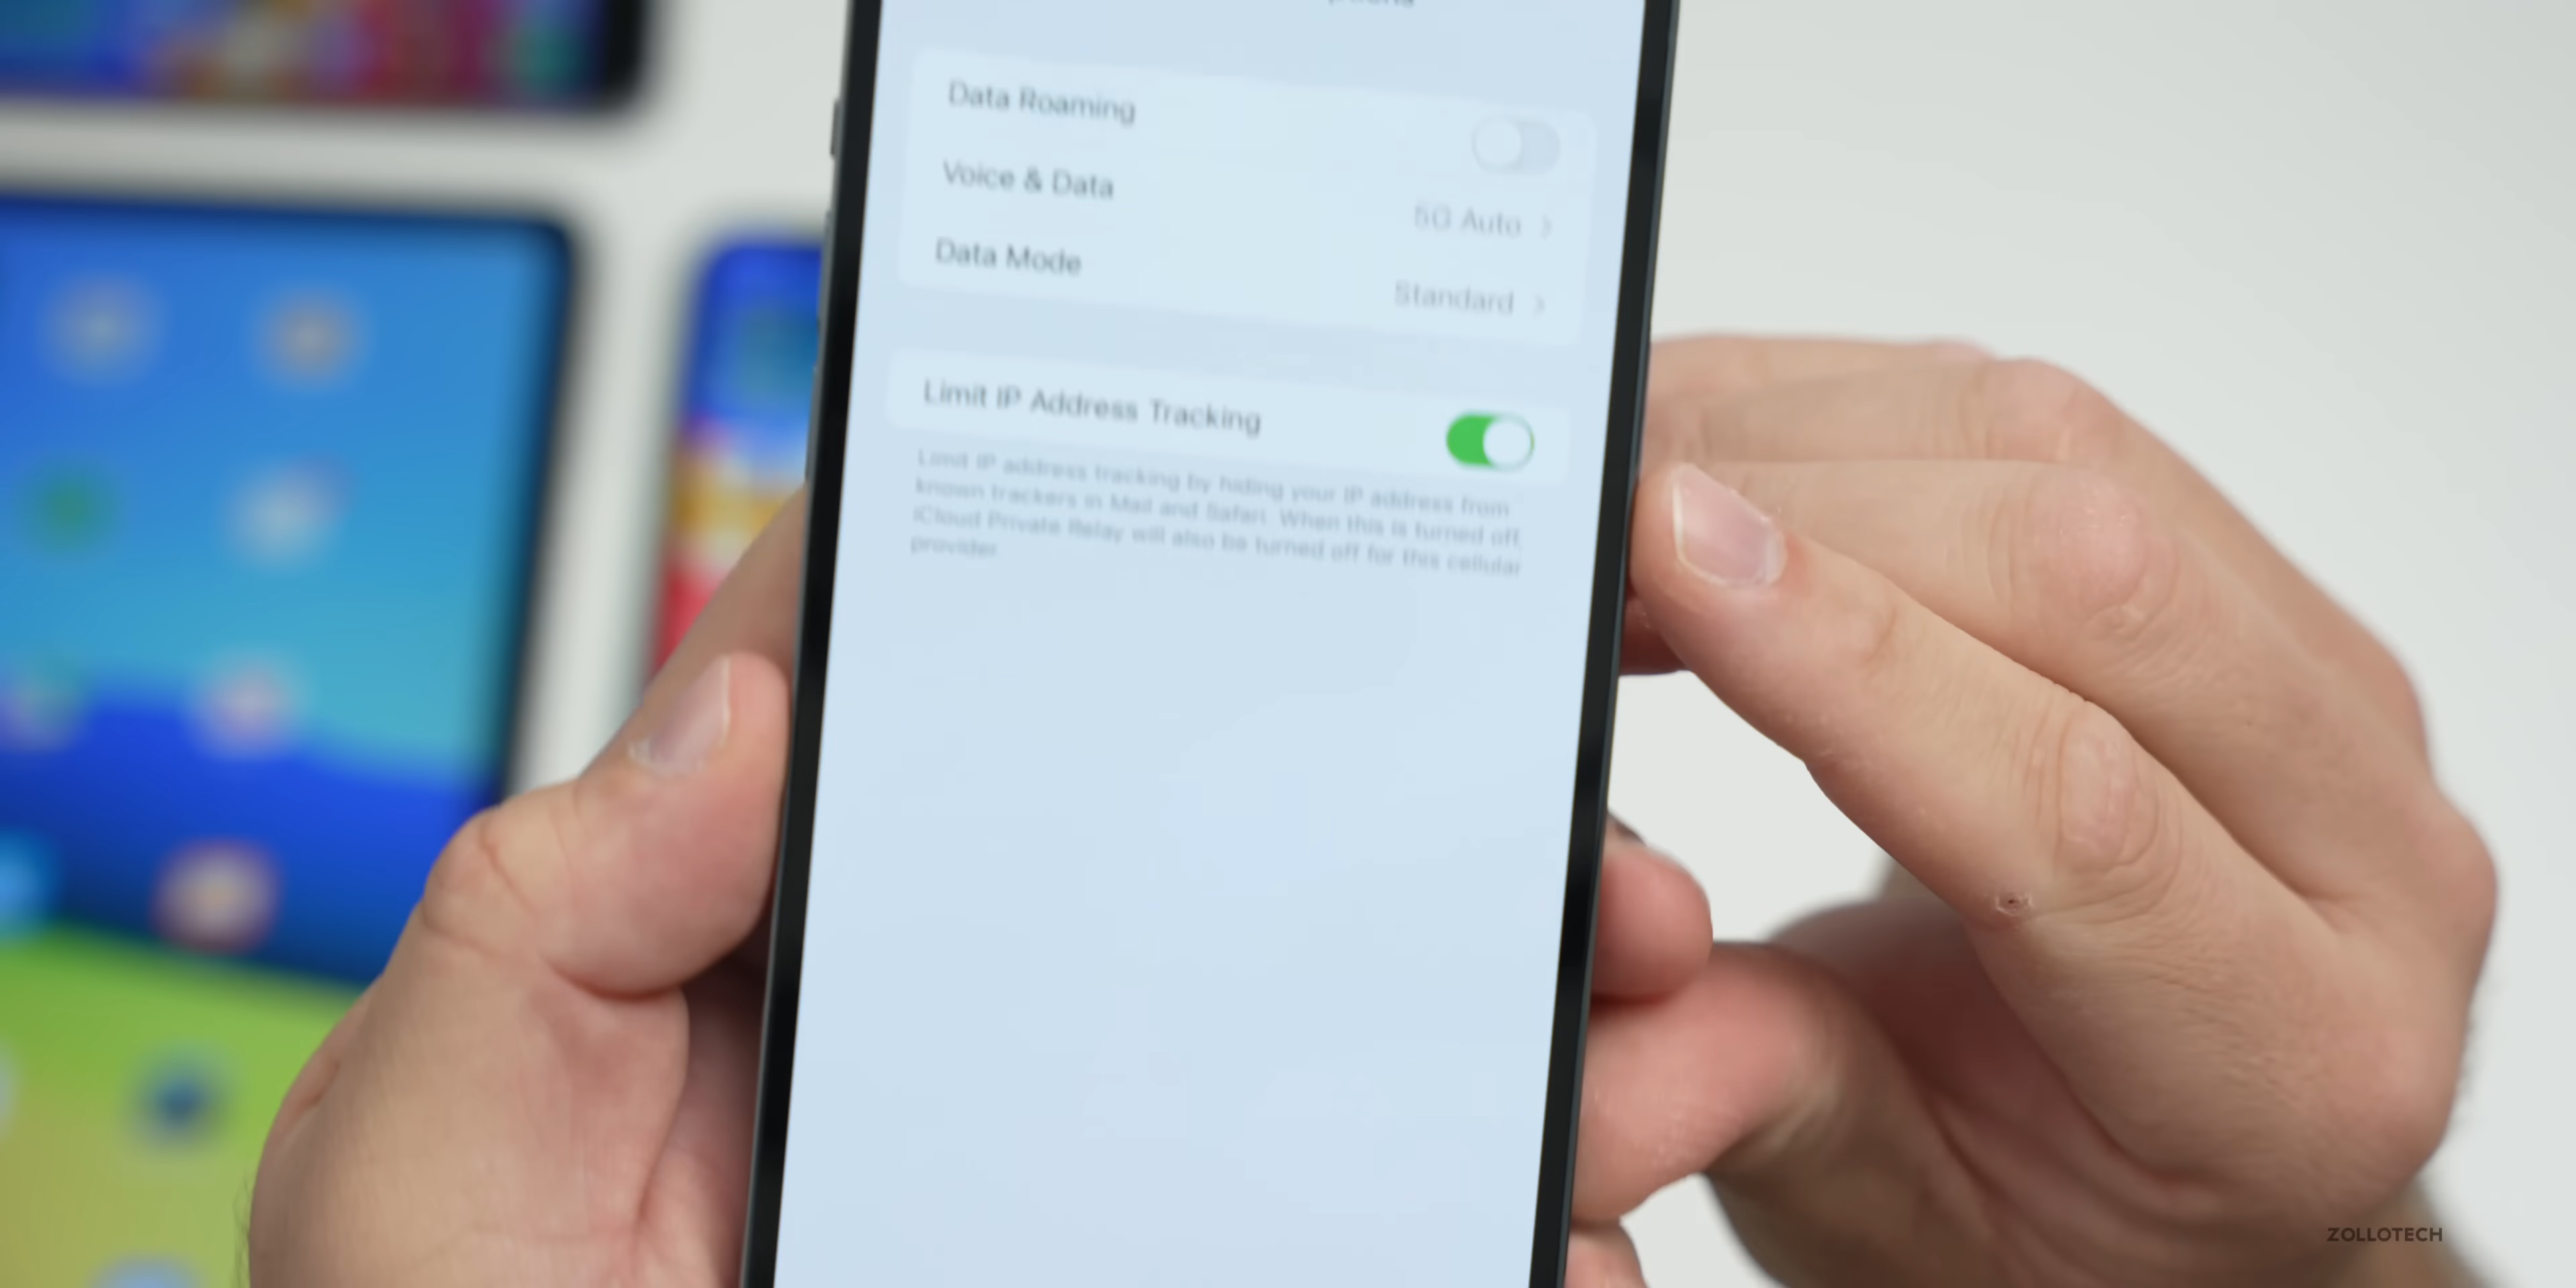 Data Roaming
Voice & Data
5G Auto
Data Mode
Standard
Limit IP Address Tracking
Limit IP address tracking by hiding your IP address from
known trackers in Mail and Safari. When this is turned off,
iCloud Private Relay will also be turned off for this cellular
provider.
ZOLLOTECH